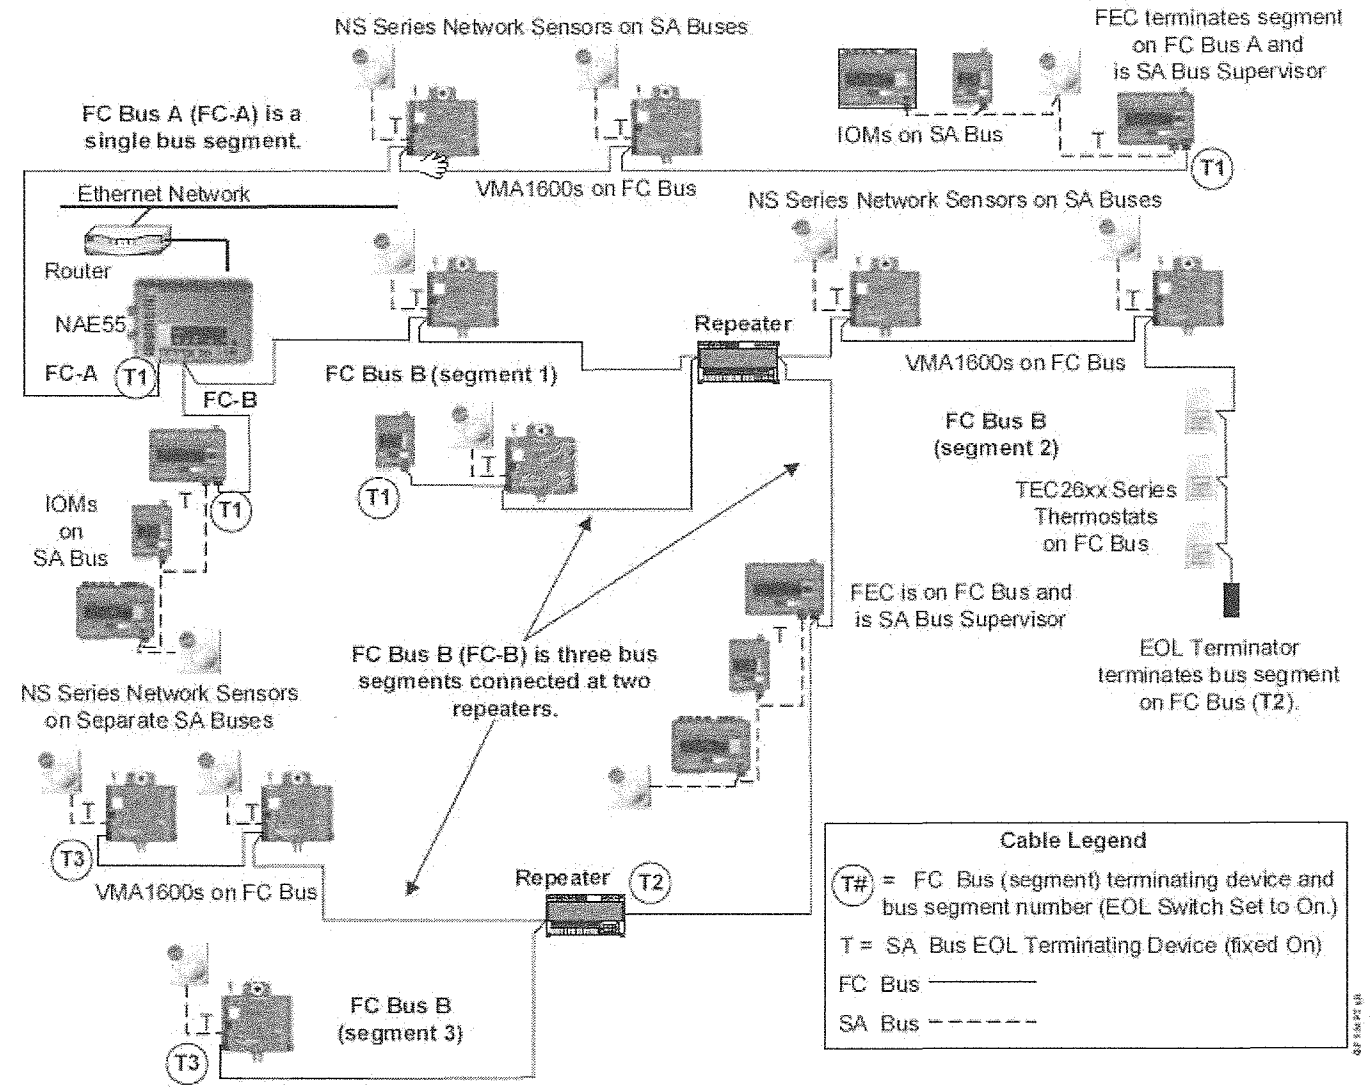 NS Series Network Sensors on SA Buses
FEC terminates segment
on FC Bus A and
is SA Bus Supervisor
FC Bus A (FC-A) is a
single bus segment.
T
T
IOMs on SA Bus
T
T1
VMA1600s on FC Bus
Ethernet Network
NS Series Network Sensors on SA Buses
Router
NAE55
T
T
T
Repeater
FC-A
T1
FC-B
FC Bus B (segment 1)
VMA1600s on FC Bus
FC Bus B
(segment 2)
T
T1
T
T1
IOMs
on
SA Bus
TEC26xx Series
Thermostats
on FC Bus
FEC is on FC Bus and
is SA Bus Supervisor
T
FC Bus B (FC-B) is three bus
segments connected at two
repeaters.
EOL Terminator
terminates bus segment
on FC Bus (T2).
NS Series Network Sensors
on Separate SA Buses
T
T
T3
VMA1600s on FC Bus
Repeater
T2
Cable Legend
T# = FC Bus (segment) terminating device and
bus segment number (EOL Switch Set to On.)
T = SA Bus EOL Terminating Device (fixed On)
FC Bus
SA Bus
T
T3
FC Bus B
(segment 3)